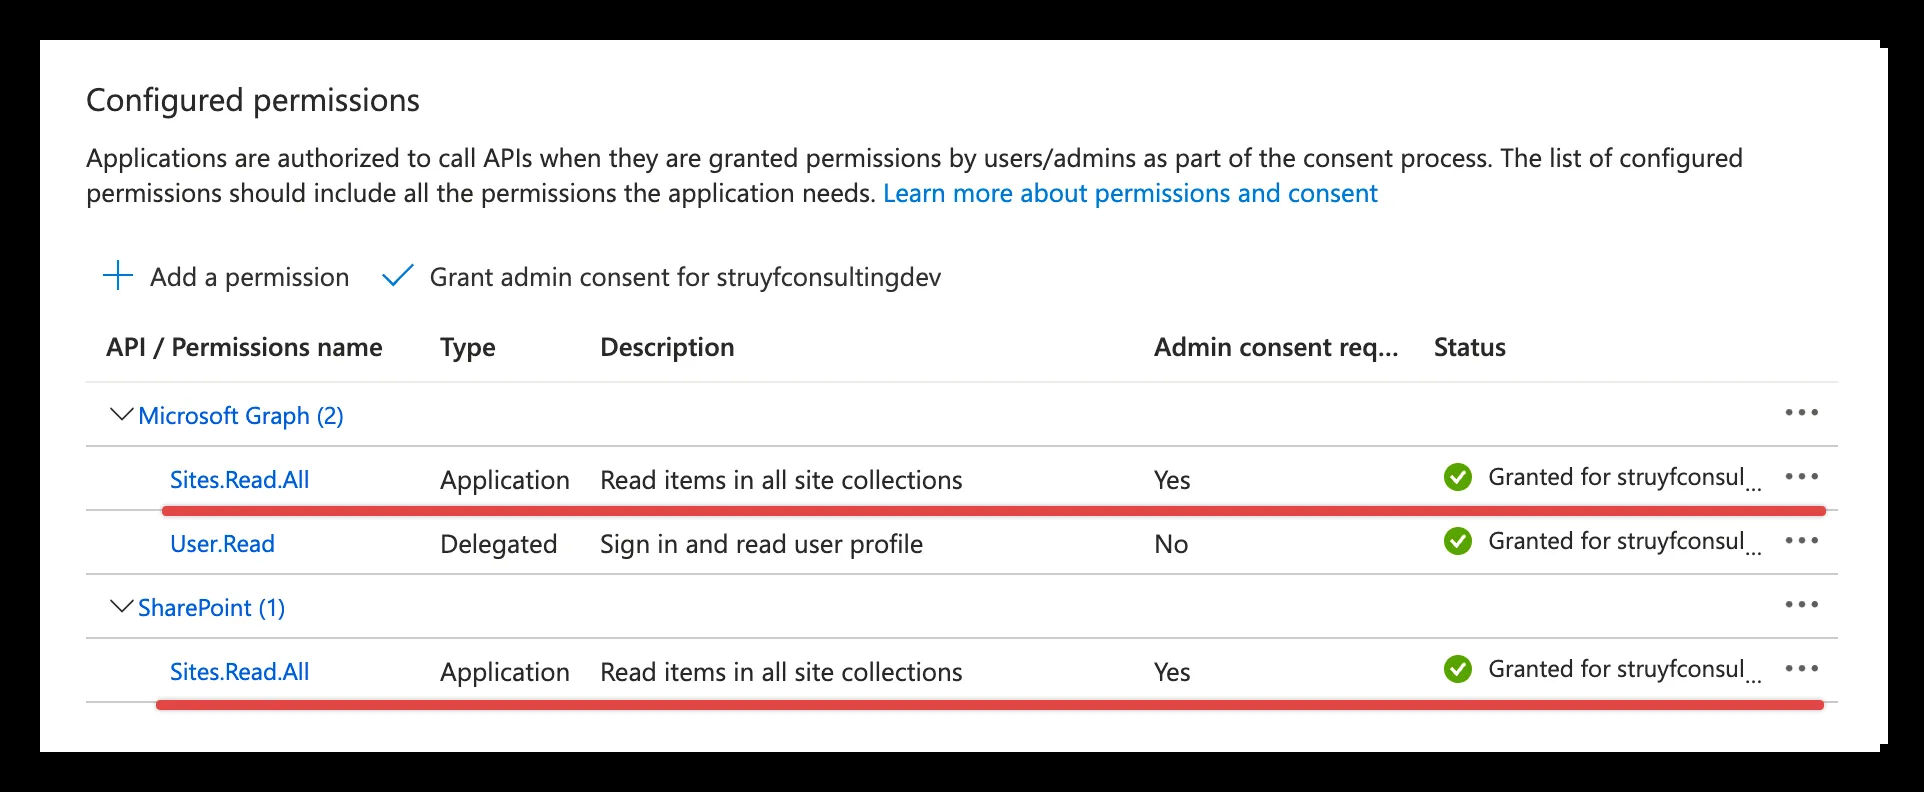 Configured permissions
Applications are authorized to call APIs when they are granted permissions by users/admins as part of the consent process. The list of configured
permissions should include all the permissions the application needs. Learn more about permissions and consent
Add a permission Grant admin consent for struyfconsultingdev
API / Permissions name Type Description Admin consent req... Status
Microsoft Graph (2)
Sites.Read.All Application Read items in all site collections Yes Granted for struyfconsul...
User.Read Delegated Sign in and read user profile No Granted for struyfconsul...
SharePoint (1)
Sites.Read.All Application Read items in all site collections Yes Granted for struyfconsul...